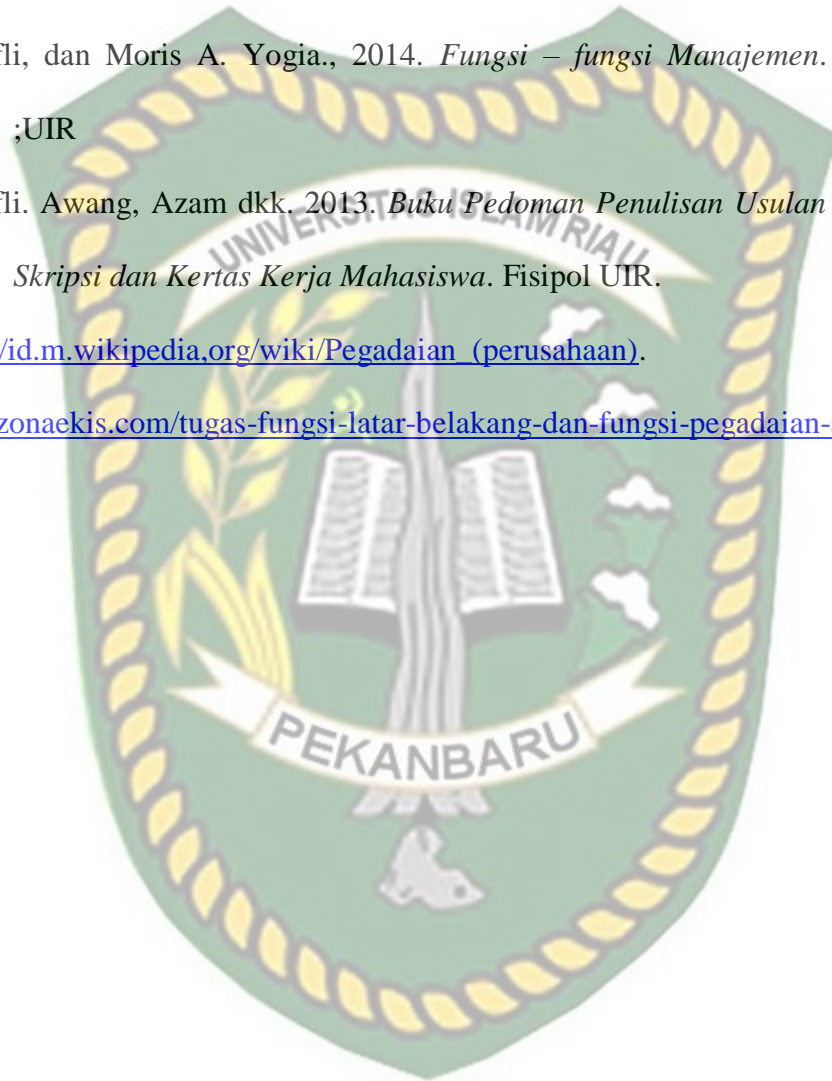 fli, dan Moris A. Yogia., 2014. Fungsi – fungsi Manajemen.
;UIR
fli. Awang, Azam dkk. 2013. Buku Pedoman Penulisan Usulan
UNIVERSITAS ISLAM RIAU
Skripsi dan Kertas Kerja Mahasiswa. Fisipol UIR.
/id.m.wikipedia,org/wiki/Pegadaian_(perusahaan).
zonaekis.com/tugas-fungsi-latar-belakang-dan-fungsi-pegadaian-
PEKANBARU